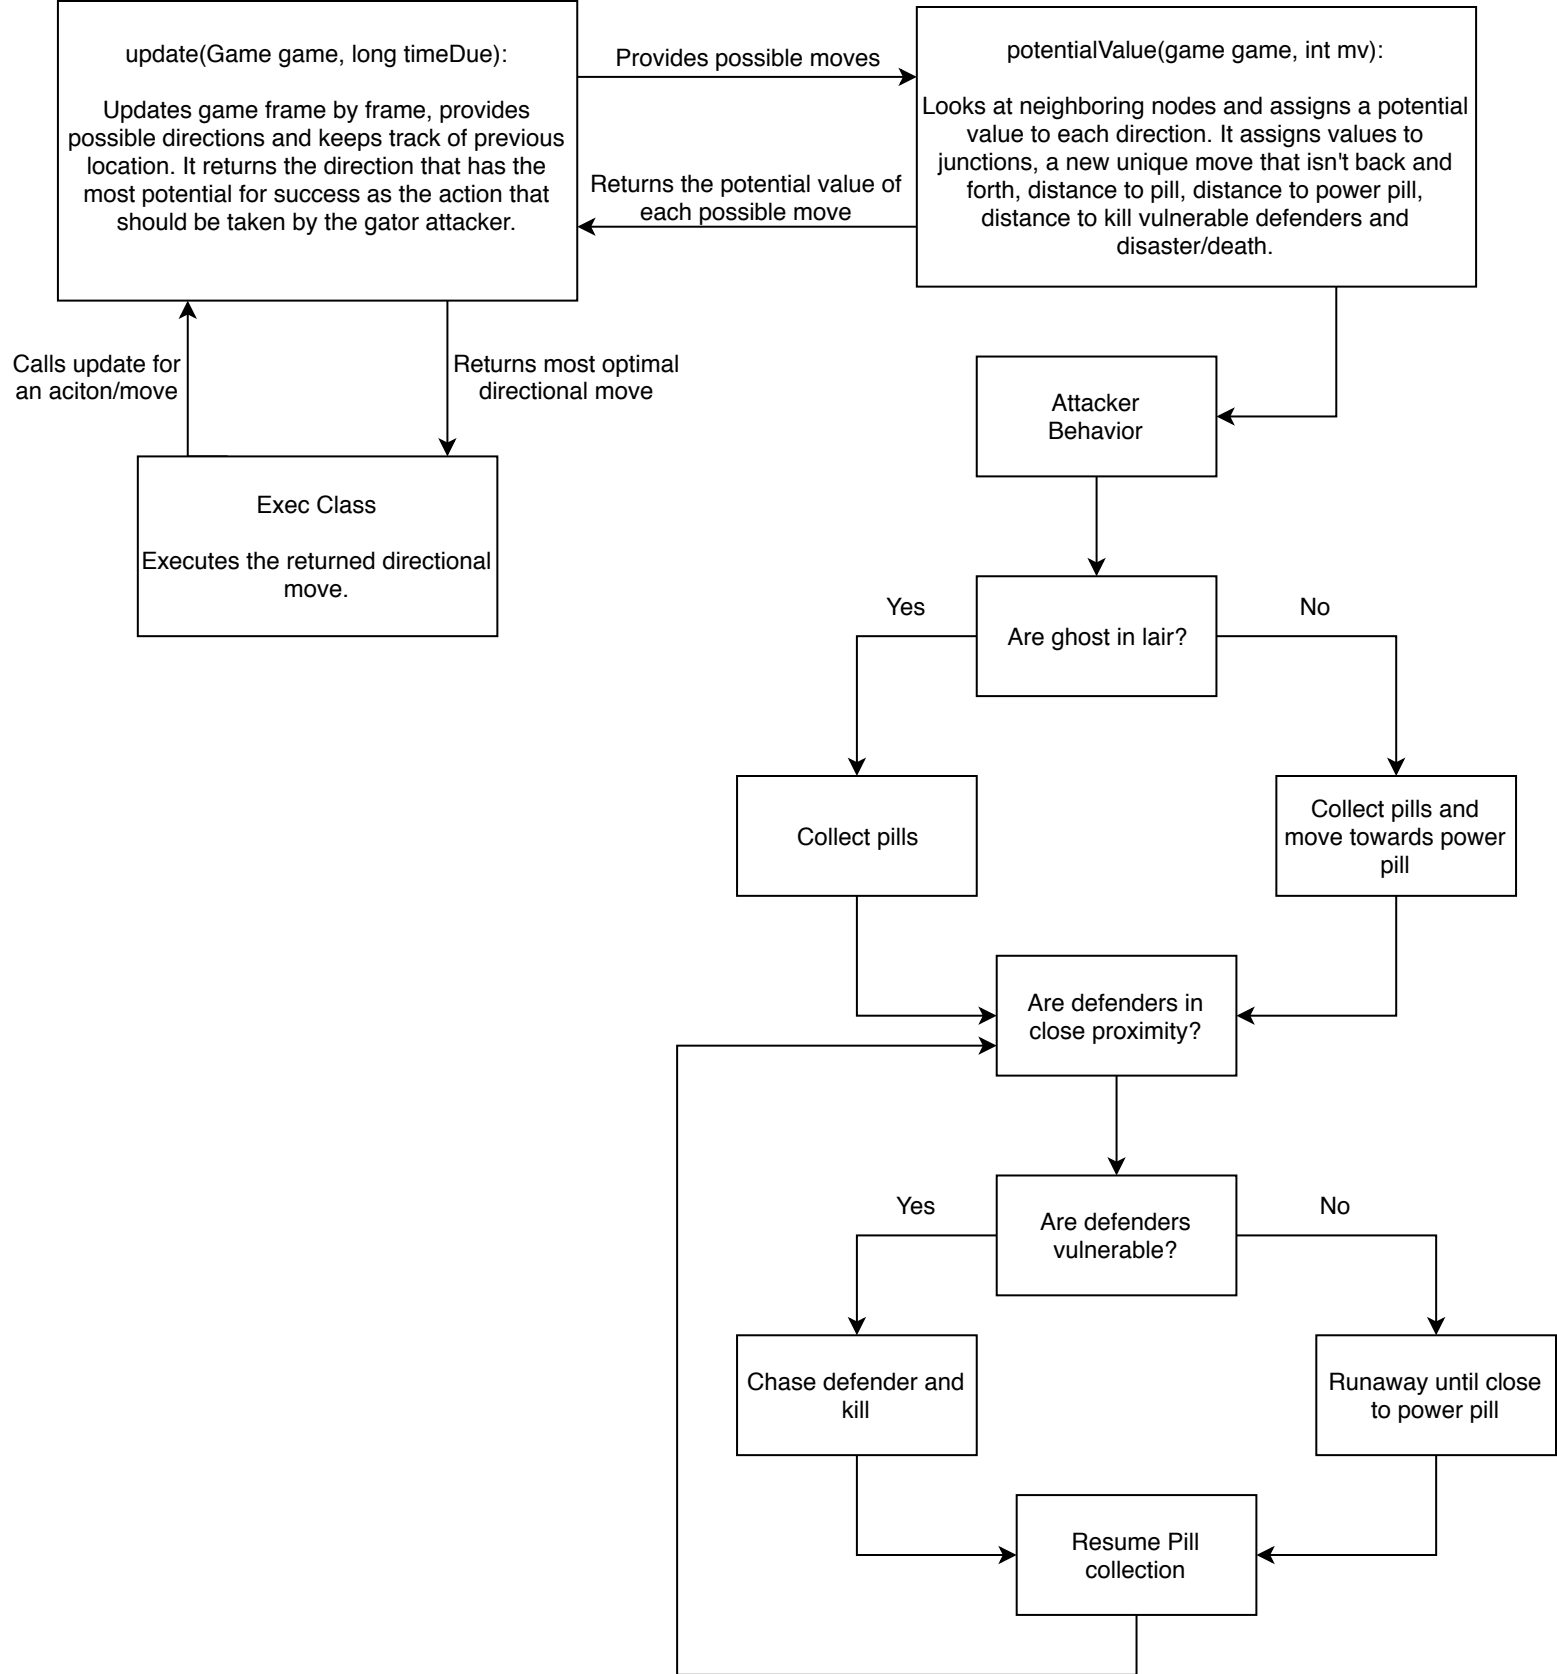 update(Game game, long timeDue):
Updates game frame by frame, provides
possible directions and keeps track of previous
location. It returns the direction that has the
most potential for success as the action that
should be taken by the gator attacker.
Provides possible moves
Returns the potential value of
each possible move
potentialValue(game game, int mv):
Looks at neighboring nodes and assigns a potential
value to each direction. It assigns values to
junctions, a new unique move that isn't back and
forth, distance to pill, distance to power pill,
distance to kill vulnerable defenders and
disaster/death.
Calls update for
an aciton/move
Returns most optimal
directional move
Exec Class
Executes the returned directional
move.
Attacker
Behavior
Yes
Are ghost in lair?
No
Collect pills
Collect pills and
move towards power
pill
Are defenders in
close proximity?
Yes
Are defenders
vulnerable?
No
Chase defender and
kill
Runaway until close
to power pill
Resume Pill
collection